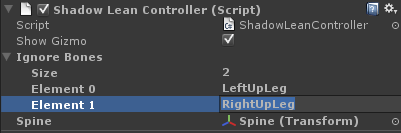 Shadow Lean Controller (Script)
Script ShadowLeanController
Show Gizmo
Ignore Bones
Size 2
Element 0 LeftUpLeg
Element 1 RightUpLeg
Spine Spine (Transform)